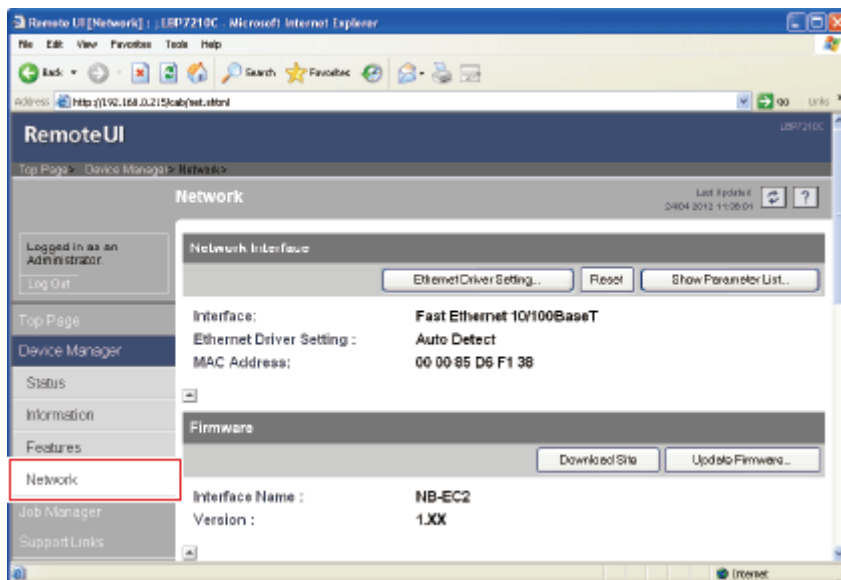 Remote UI [Network] : ; LBP7210C - Microsoft Internet Explorer
File Edit View Favorites Tools Help
Back Search Favorites
Address http://192.168.0.215/cab/net.shtml Go Links
RemoteUI
LBP7210C
Top Page> Device Manager> Network>
Network
Last Updated
24/04 2012 11:36:01
?
Logged in as an
Administrator.
Log Out
Top Page
Device Manager
Status
Information
Features
Network
Job Manager
Support Links
Network Interface
Ethernet Driver Setting... Reset Show Parameter List...
Interface: Fast Ethernet 10/100BaseT
Ethernet Driver Setting : Auto Detect
MAC Address: 00 00 85 D6 F1 38
Firmware
Download Site Update Firmware...
Interface Name : NB-EC2
Version : 1.XX
Internet